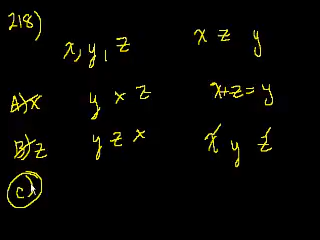 218)
x, y, z
x z y
A) x
y x z
x+z=y
B) z
y z x
x y z
C